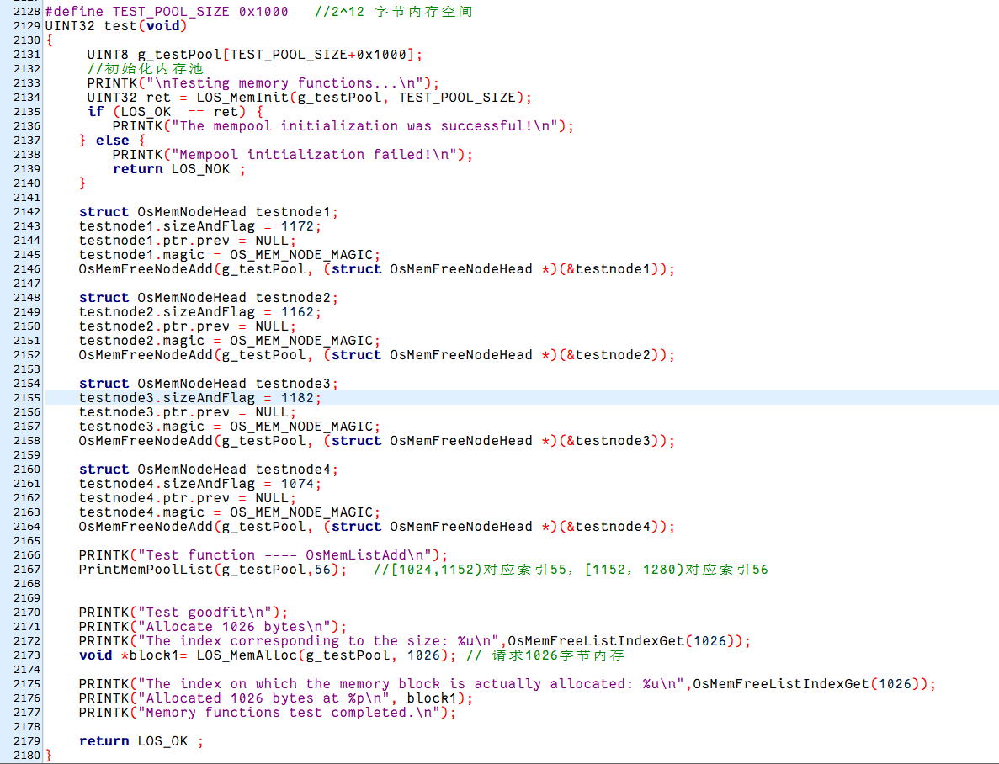 2128 #define TEST_POOL_SIZE 0x1000   //2^12 字节内存空间
2129 UINT32 test(void)
2130 {
2131      UINT8 g_testPool[TEST_POOL_SIZE+0x1000];
2132      //初始化内存池
2133      PRINTK("\nTesting memory functions...\n");
2134      UINT32 ret = LOS_MemInit(g_testPool, TEST_POOL_SIZE);
2135      if (LOS_OK  == ret) {
2136         PRINTK("The mempool initialization was successful!\n");
2137     } else {
2138         PRINTK("Mempool initialization failed!\n");
2139         return LOS_NOK ;
2140     }
2141
2142     struct OsMemNodeHead testnode1;
2143     testnode1.sizeAndFlag = 1172;
2144     testnode1.ptr.prev = NULL;
2145     testnode1.magic = OS_MEM_NODE_MAGIC;
2146     OsMemFreeNodeAdd(g_testPool, (struct OsMemFreeNodeHead *)(&testnode1));
2147
2148     struct OsMemNodeHead testnode2;
2149     testnode2.sizeAndFlag = 1162;
2150     testnode2.ptr.prev = NULL;
2151     testnode2.magic = OS_MEM_NODE_MAGIC;
2152     OsMemFreeNodeAdd(g_testPool, (struct OsMemFreeNodeHead *)(&testnode2));
2153
2154     struct OsMemNodeHead testnode3;
2155     testnode3.sizeAndFlag = 1182;
2156     testnode3.ptr.prev = NULL;
2157     testnode3.magic = OS_MEM_NODE_MAGIC;
2158     OsMemFreeNodeAdd(g_testPool, (struct OsMemFreeNodeHead *)(&testnode3));
2159
2160     struct OsMemNodeHead testnode4;
2161     testnode4.sizeAndFlag = 1074;
2162     testnode4.ptr.prev = NULL;
2163     testnode4.magic = OS_MEM_NODE_MAGIC;
2164     OsMemFreeNodeAdd(g_testPool, (struct OsMemFreeNodeHead *)(&testnode4));
2165
2166     PRINTK("Test function ---- OsMemListAdd\n");
2167     PrintMemPoolList(g_testPool,56);   //[1024,1152)对应索引55，[1152, 1280)对应索引56
2168
2169
2170     PRINTK("Test goodfit\n");
2171     PRINTK("Allocate 1026 bytes\n");
2172     PRINTK("The index corresponding to the size: %u\n",OsMemFreeListIndexGet(1026));
2173     void *block1= LOS_MemAlloc(g_testPool, 1026); // 请求1026字节内存
2174
2175     PRINTK("The index on which the memory block is actually allocated: %u\n",OsMemFreeListIndexGet(1026));
2176     PRINTK("Allocated 1026 bytes at %p\n", block1);
2177     PRINTK("Memory functions test completed.\n");
2178
2179     return LOS_OK ;
2180 }